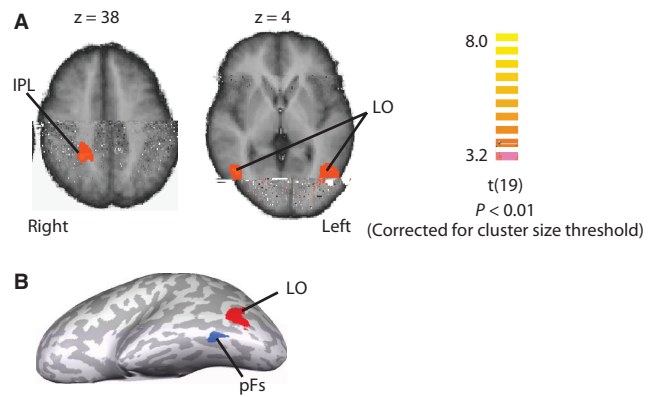 A
z = 38
z = 4
IPL
LO
8.0
3.2
t(19)
P < 0.01
(Corrected for cluster size threshold)
Right
Left
B
LO
pFs